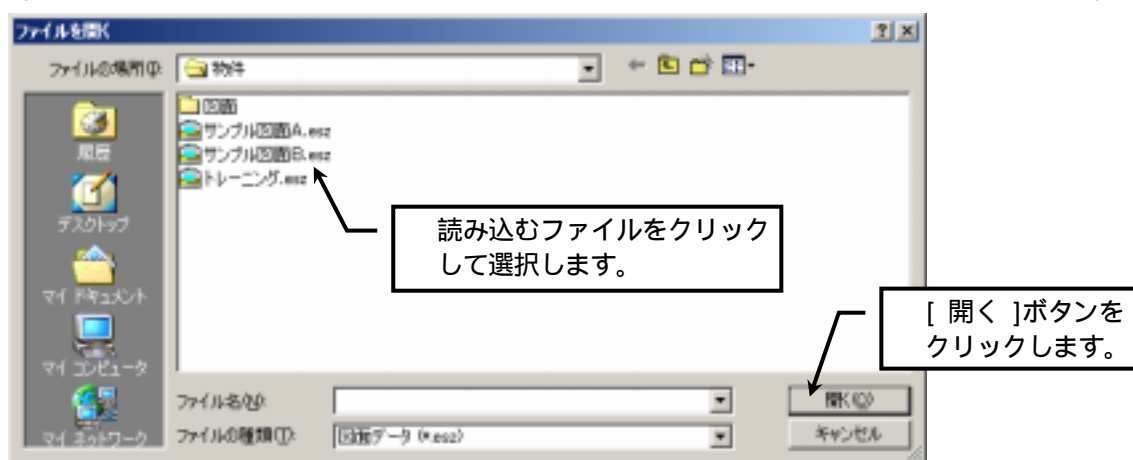 ファイルを開く
ファイルの場所(I):
物件
図面
サンプル図面A.esz
サンプル図面B.esz
トレーニング.esz
履歴
デスクトップ
マイ ドキュメント
マイ コンピュータ
マイ ネットワーク
読み込むファイルをクリック
して選択します。
[ 開く ]ボタンを
クリックします。
ファイル名(N):
開く(O)
ファイルの種類(T):
図面データ (*.esz)
キャンセル